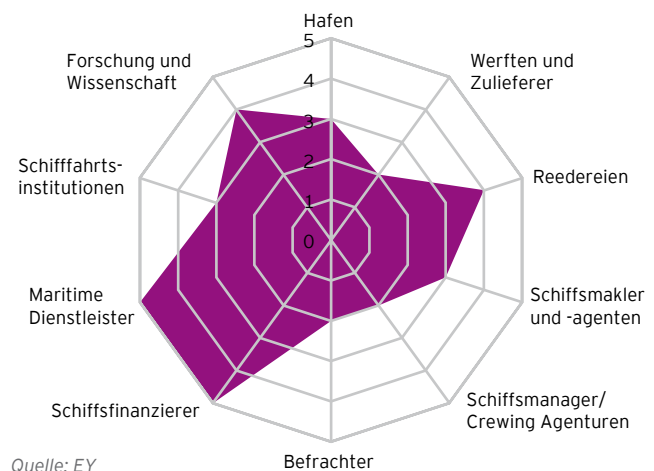 Hafen
5
4
3
2
1
0
Werften und
Zulieferer
Reedereien
Schiffsmakler
und -agenten
Schiffsmanager/
Crewing Agenturen
Befrachter
Schiffsfinanzierer
Maritime
Dienstleister
Schifffahrts-
institutionen
Forschung und
Wissenschaft
Quelle: EY